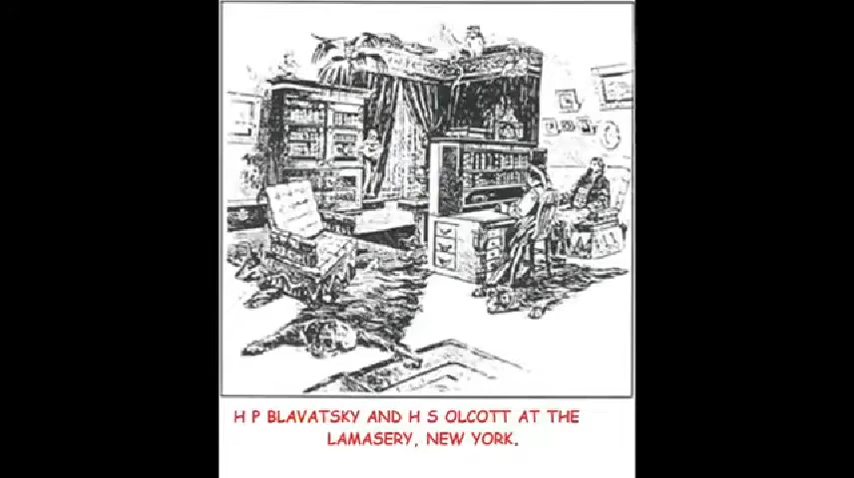 H P BLAVATSKY AND H S OLCOTT AT THE
LAMASERY, NEW YORK.